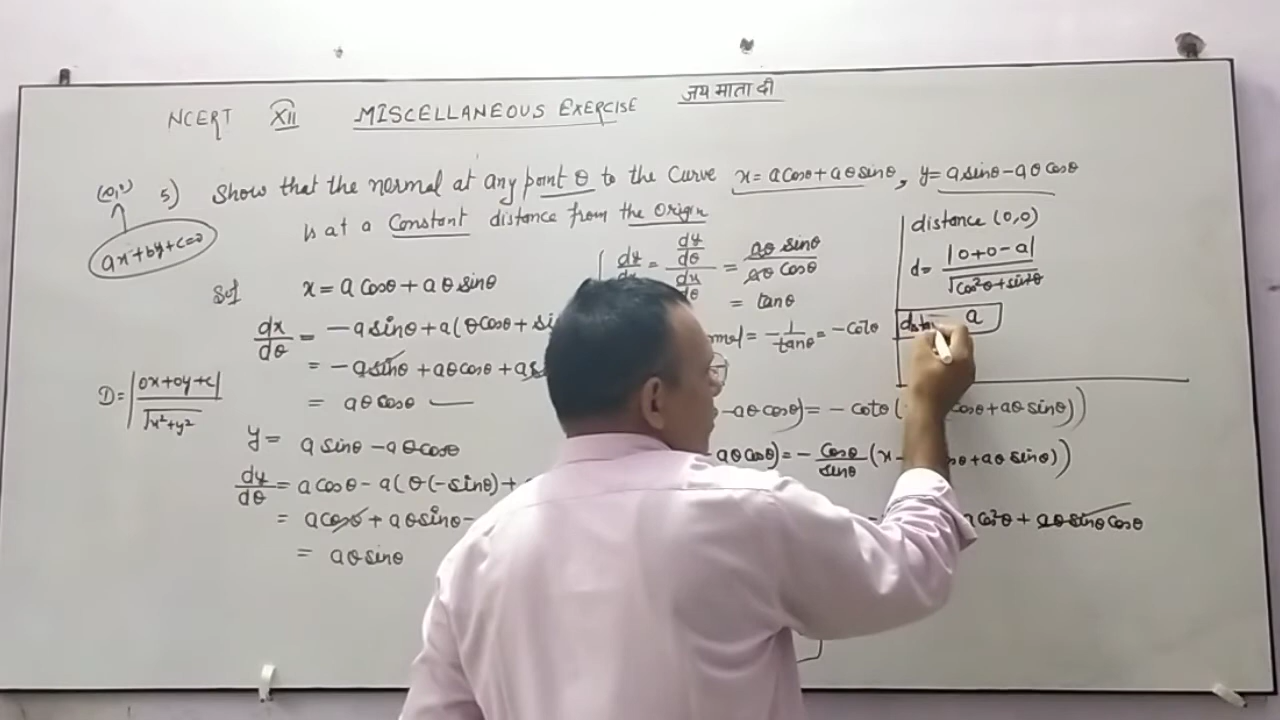 NCERT XII MISCELLANEOUS EXERCISE जय माता दी
5) Show that the normal at any point θ to the curve x = a cosθ + aθ sinθ, y = a sinθ - aθ cosθ
is at a constant distance from the origin
(0,0)
ax + by + c = 0
D = |0x + 0y + c| / √x² + y²
Sol
x = a cosθ + aθ sinθ
dx/dθ = -a sinθ + a(θ cosθ +
= -a sinθ + aθ cosθ +
= aθ cosθ
y = a sinθ - aθ cosθ
dy/dθ = a cosθ - a(θ(-sinθ) +
= a cosθ + aθ sinθ -
= aθ sinθ
dy/dx = dy/dθ / dx/dθ = aθ sinθ / aθ cosθ
= tanθ
= -1/tanθ = -cotθ
- aθ cosθ) = - cotθ ( cosθ + aθ sinθ))
aθ cosθ) = - cosθ/sinθ (x - θ + aθ sinθ))
a cos²θ + aθ sinθ cosθ
distance (0,0)
d = |0 + 0 - a| / √cos²θ + sin²θ
a